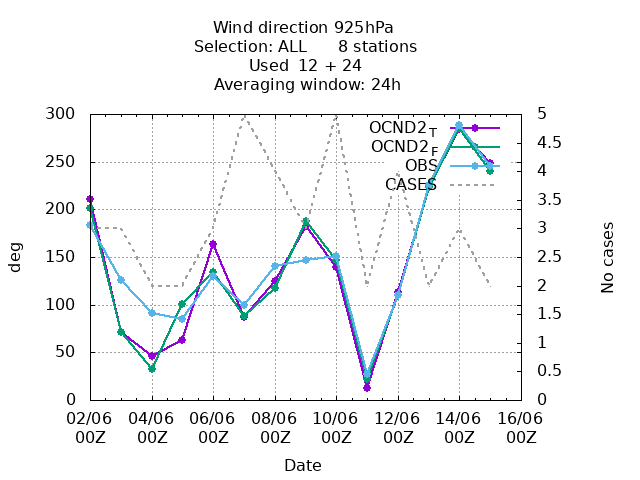 Wind direction 925hPa
Selection: ALL 8 stations
Used 12 + 24
Averaging window: 24h
300
250
200
150
100
50
0
deg
5
4.5
4
3.5
3
2.5
2
1.5
1
0.5
0
No cases
OCND2_T
OCND2_F
OBS
CASES
02/06 04/06 06/06 08/06 10/06 12/06 14/06 16/06
00Z 00Z 00Z 00Z 00Z 00Z 00Z 00Z
Date